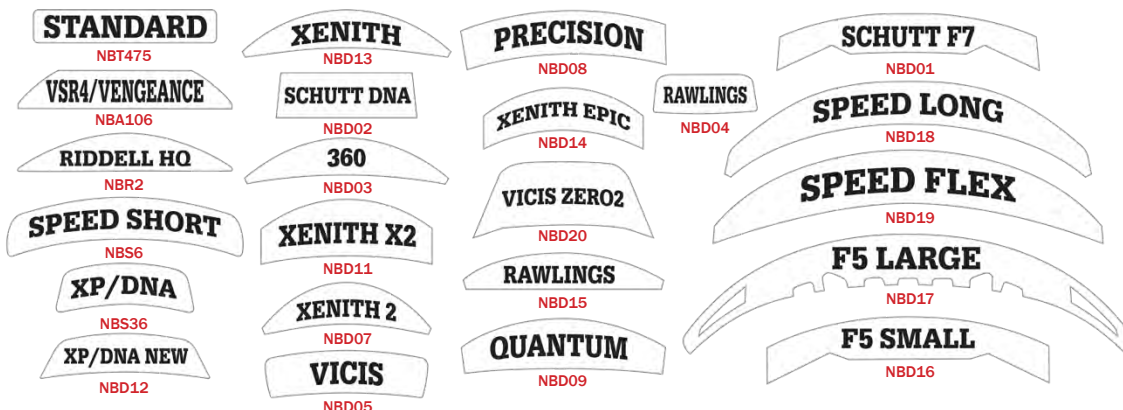 STANDARD
NBT475
VSR4/VENGEANCE
NBA106
RIDDELL HQ
NBR2
SPEED SHORT
NBS6
XP/DNA
NBS36
XP/DNA NEW
NBD12
XENITH
NBD13
SCHUTT DNA
NBD02
360
NBD03
XENITH X2
NBD11
XENITH 2
NBD07
VICIS
NBD05
PRECISION
NBD08
XENITH EPIC
NBD14
VICIS ZERO2
NBD20
RAWLINGS
NBD15
QUANTUM
NBD09
RAWLINGS
NBD04
SCHUTT F7
NBD01
SPEED LONG
NBD18
SPEED FLEX
NBD19
F5 LARGE
NBD17
F5 SMALL
NBD16